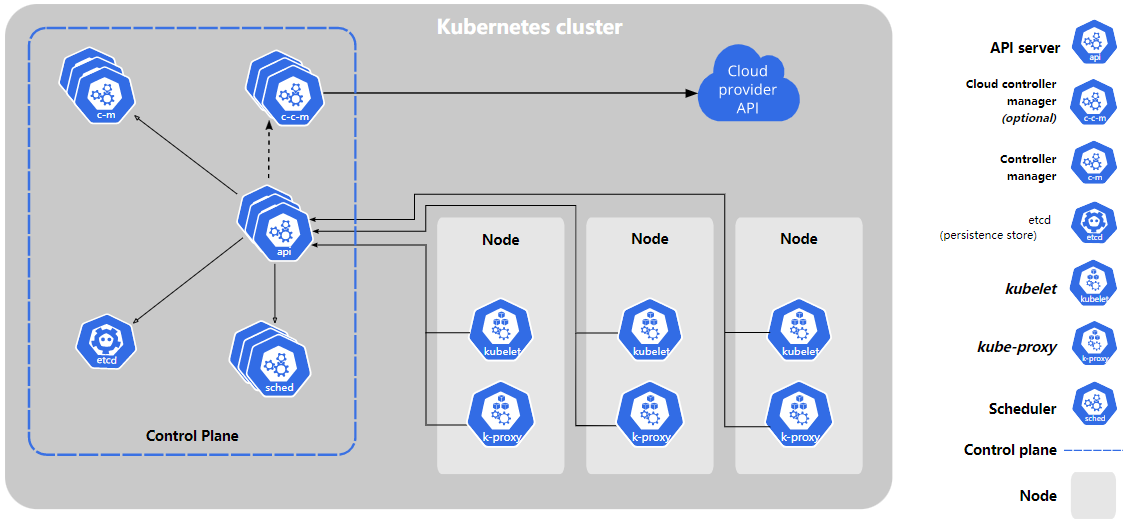 Kubernetes cluster
c-m
c-c-m
Cloud
provider
API
api
etcd
sched
Control Plane
Node
kubelet
k-proxy
Node
kubelet
k-proxy
Node
kubelet
k-proxy
API server
api
Cloud controller
manager
(optional)
c-c-m
Controller
manager
c-m
etcd
(persistence store)
etcd
kubelet
kubelet
kube-proxy
k-proxy
Scheduler
sched
Control plane
Node